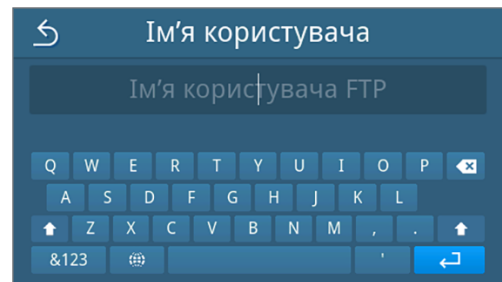 Ім’я користувача
Ім’я користувача FTP
Q W E R T Y U I O P
A S D F G H J K L
Z X C V B N M , .
&123 '